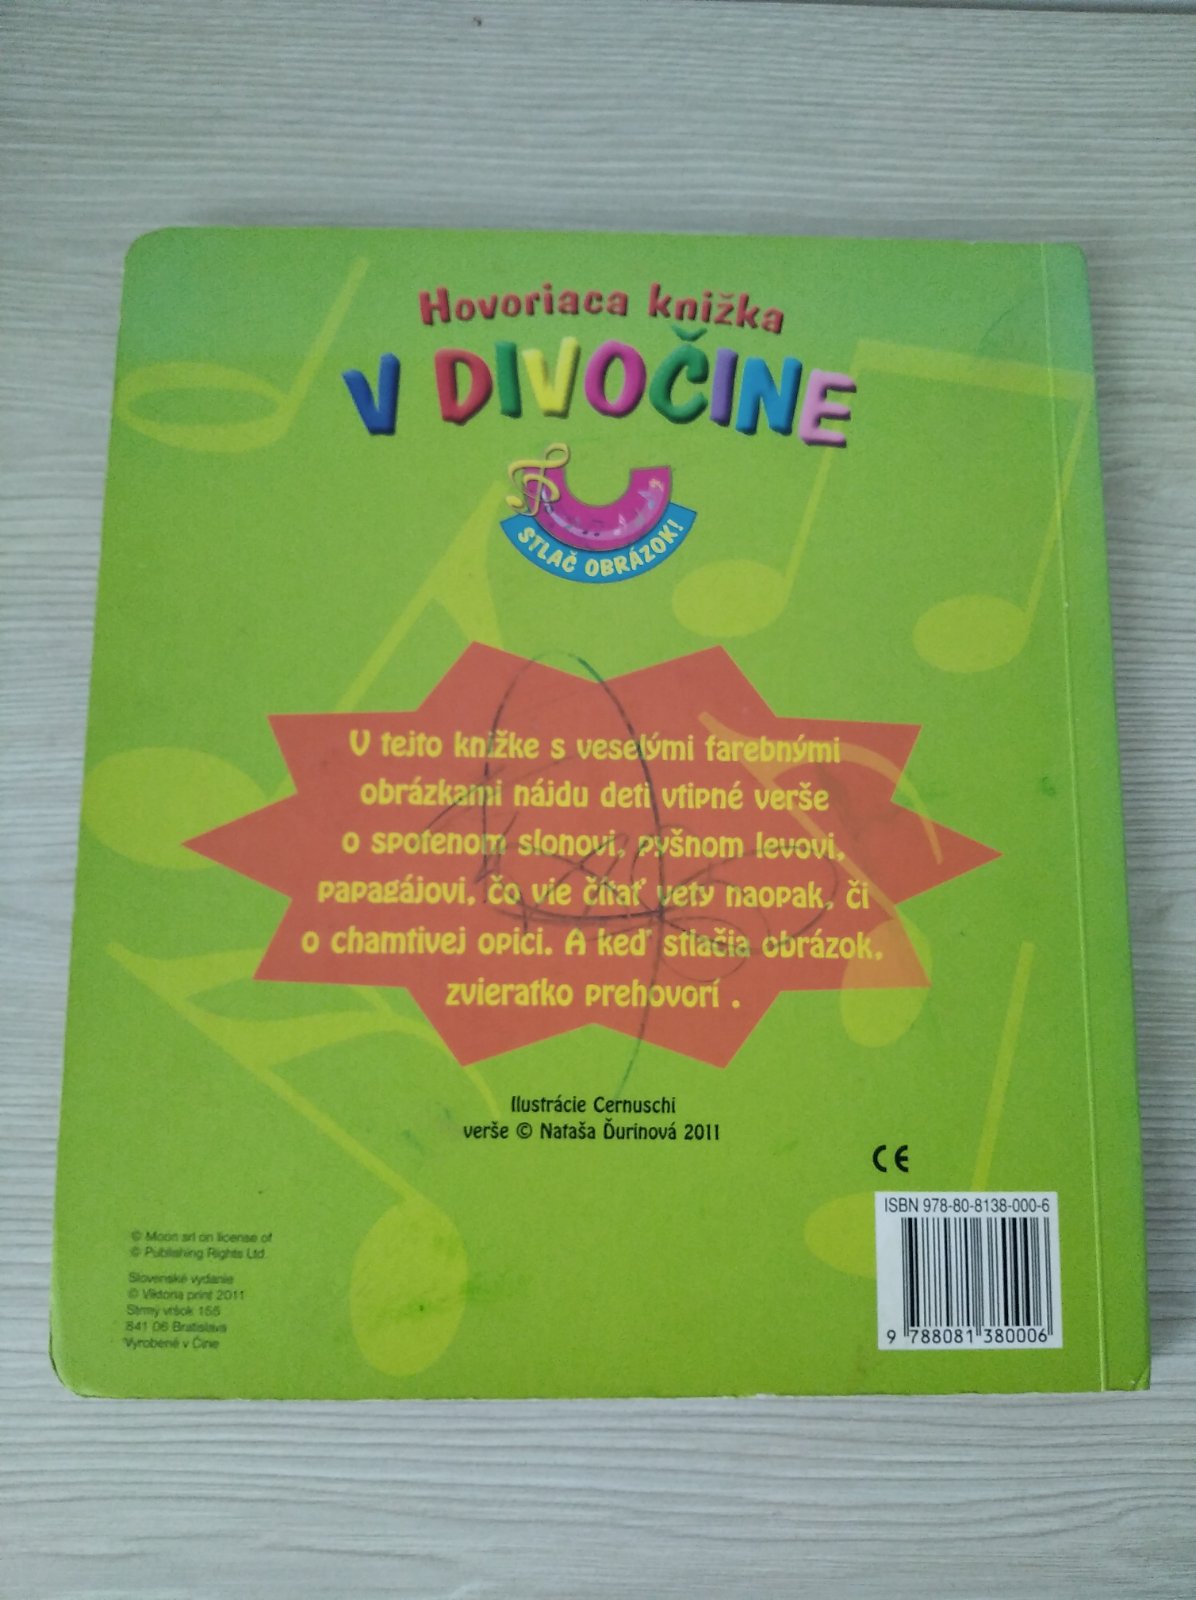 Hovoriaca knižka
V DIVOČINE
STLAČ OBRÁZOK!
V tejto knižke s veselými farebnými
obrázkami nájdu deti vtipné verše
o spotenom slonovi, pyšnom levovi,
papagájovi, čo vie čítať vety naopak, či
o chamtivej opici. A keď stlačia obrázok,
zvieratko prehovorí .
Ilustrácie Cernuschi
verše © Nataša Ďurinová 2011
CE
ISBN 978-80-8138-000-6
9 788081 380006
© Moon srl on license of
© Publishing Rights Ltd.
Slovenské vydanie
© Viktoria print 2011
Strmý vŕšok 155
841 06 Bratislava
Vyrobené v Číne